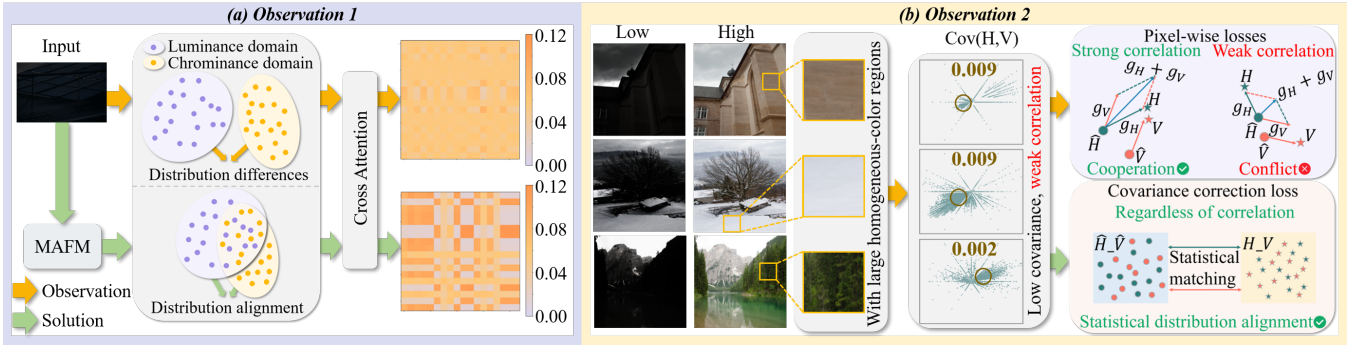 (a) Observation 1
Input
Luminance domain
Chrominance domain
Distribution differences
MAFM
Distribution alignment
Observation
Solution
Cross Attention
0.12
0.08
0.04
0.00
0.12
0.08
0.04
0.00
(b) Observation 2
Low
High
With large homogeneous-color regions
Cov(H,V)
0.009
0.009
0.002
Low covariance, weak correlation
Pixel-wise losses
Strong correlation
Weak correlation
g_H + g_V
g_V
H
g_H
V
Ĥ
V̂
Cooperation
H
g_H + g_V
g_H
g_V
Ĥ
V
V̂
Conflict
Covariance correction loss
Regardless of correlation
Ĥ_V̂
H_V
Statistical
matching
Statistical distribution alignment